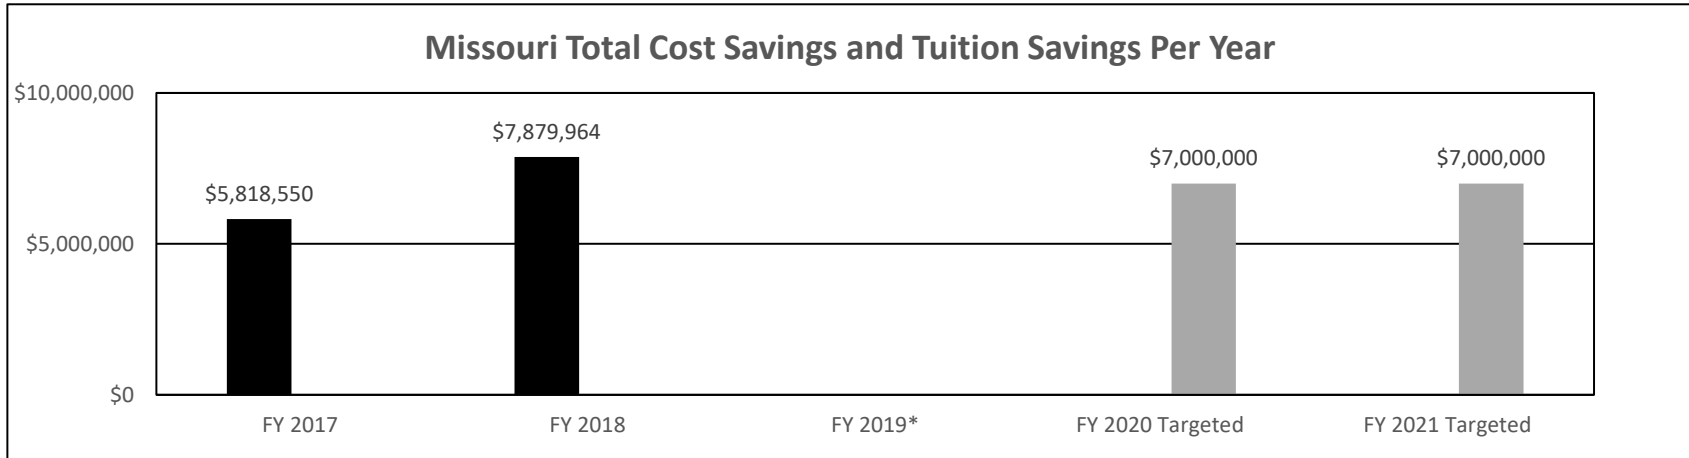 Missouri Total Cost Savings and Tuition Savings Per Year
$10,000,000
$7,879,964
$7,000,000
$7,000,000
$5,818,550
$5,000,000
$0
FY 2017
FY 2018
FY 2019*
FY 2020 Targeted
FY 2021 Targeted